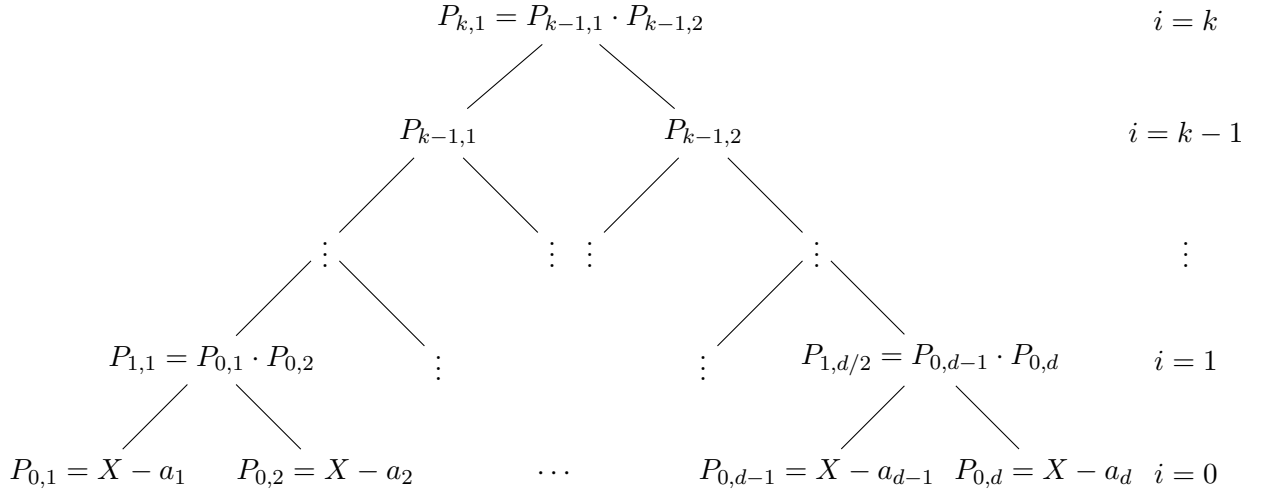 P_{k,1} = P_{k−1,1} · P_{k−1,2} i = k
P_{k−1,1} P_{k−1,2} i = k − 1
⋮ ⋮ ⋮ ⋮ ⋮
P_{1,1} = P_{0,1} · P_{0,2} ⋮ ⋮ P_{1,d/2} = P_{0,d−1} · P_{0,d} i = 1
P_{0,1} = X − a_1 P_{0,2} = X − a_2 ⋯ P_{0,d−1} = X − a_{d−1} P_{0,d} = X − a_d i = 0